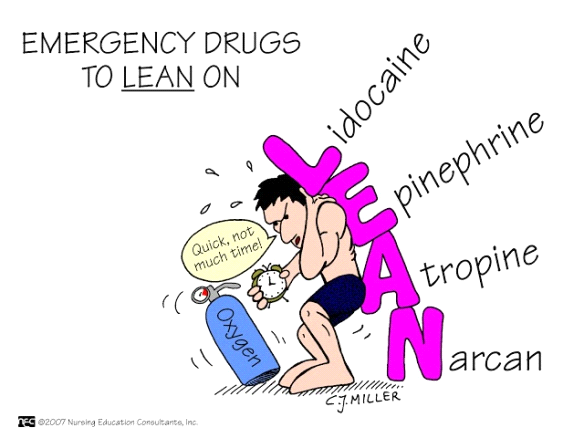 EMERGENCY DRUGS
TO LEAN ON
Lidocaine
Epinephrine
Atropine
Narcan
Quick, not
much time!
Oxygen
C.J. MILLER
NEC ©2007 Nursing Education Consultants, Inc.